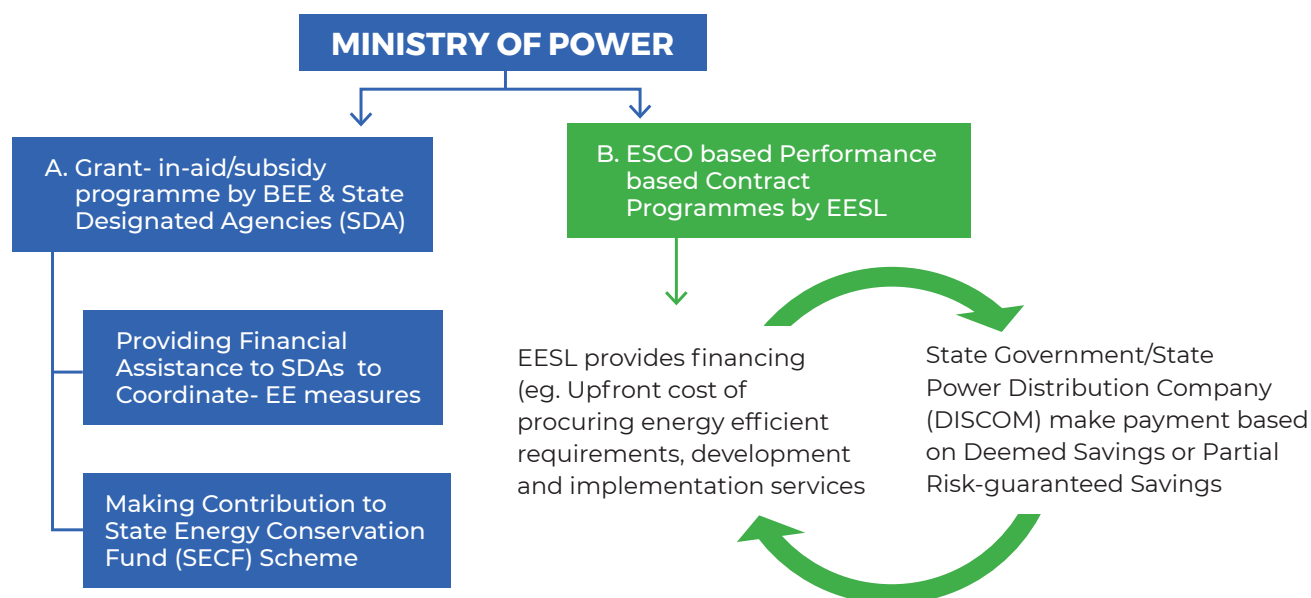 MINISTRY OF POWER
A. Grant- in-aid/subsidy
programme by BEE & State
Designated Agencies (SDA)
Providing Financial
Assistance to SDAs to
Coordinate- EE measures
Making Contribution to
State Energy Conservation
Fund (SECF) Scheme
B. ESCO based Performance
based Contract
Programmes by EESL
EESL provides financing
(eg. Upfront cost of
procuring energy efficient
requirements, development
and implementation services
State Government/State
Power Distribution Company
(DISCOM) make payment based
on Deemed Savings or Partial
Risk-guaranteed Savings